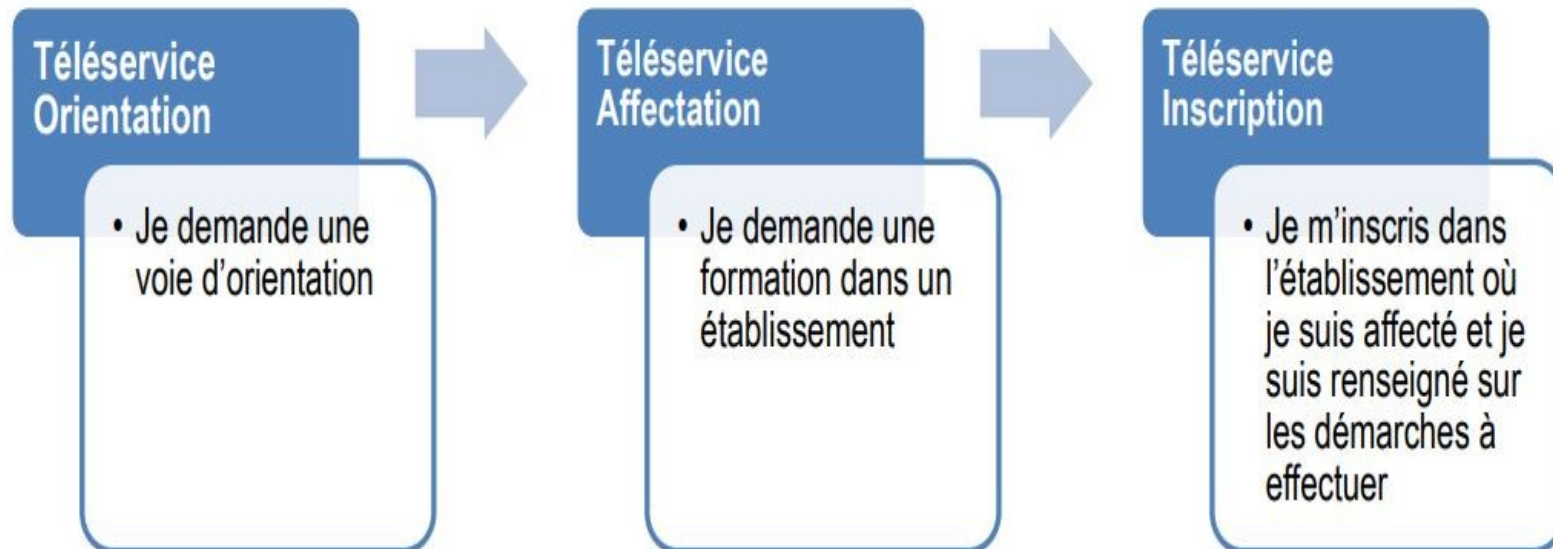 Téléservice
Orientation
• Je demande une
voie d'orientation
Téléservice
Affectation
• Je demande une
formation dans un
établissement
Téléservice
Inscription
• Je m'inscris dans
l'établissement où
je suis affecté et je
suis renseigné sur
les démarches à
effectuer